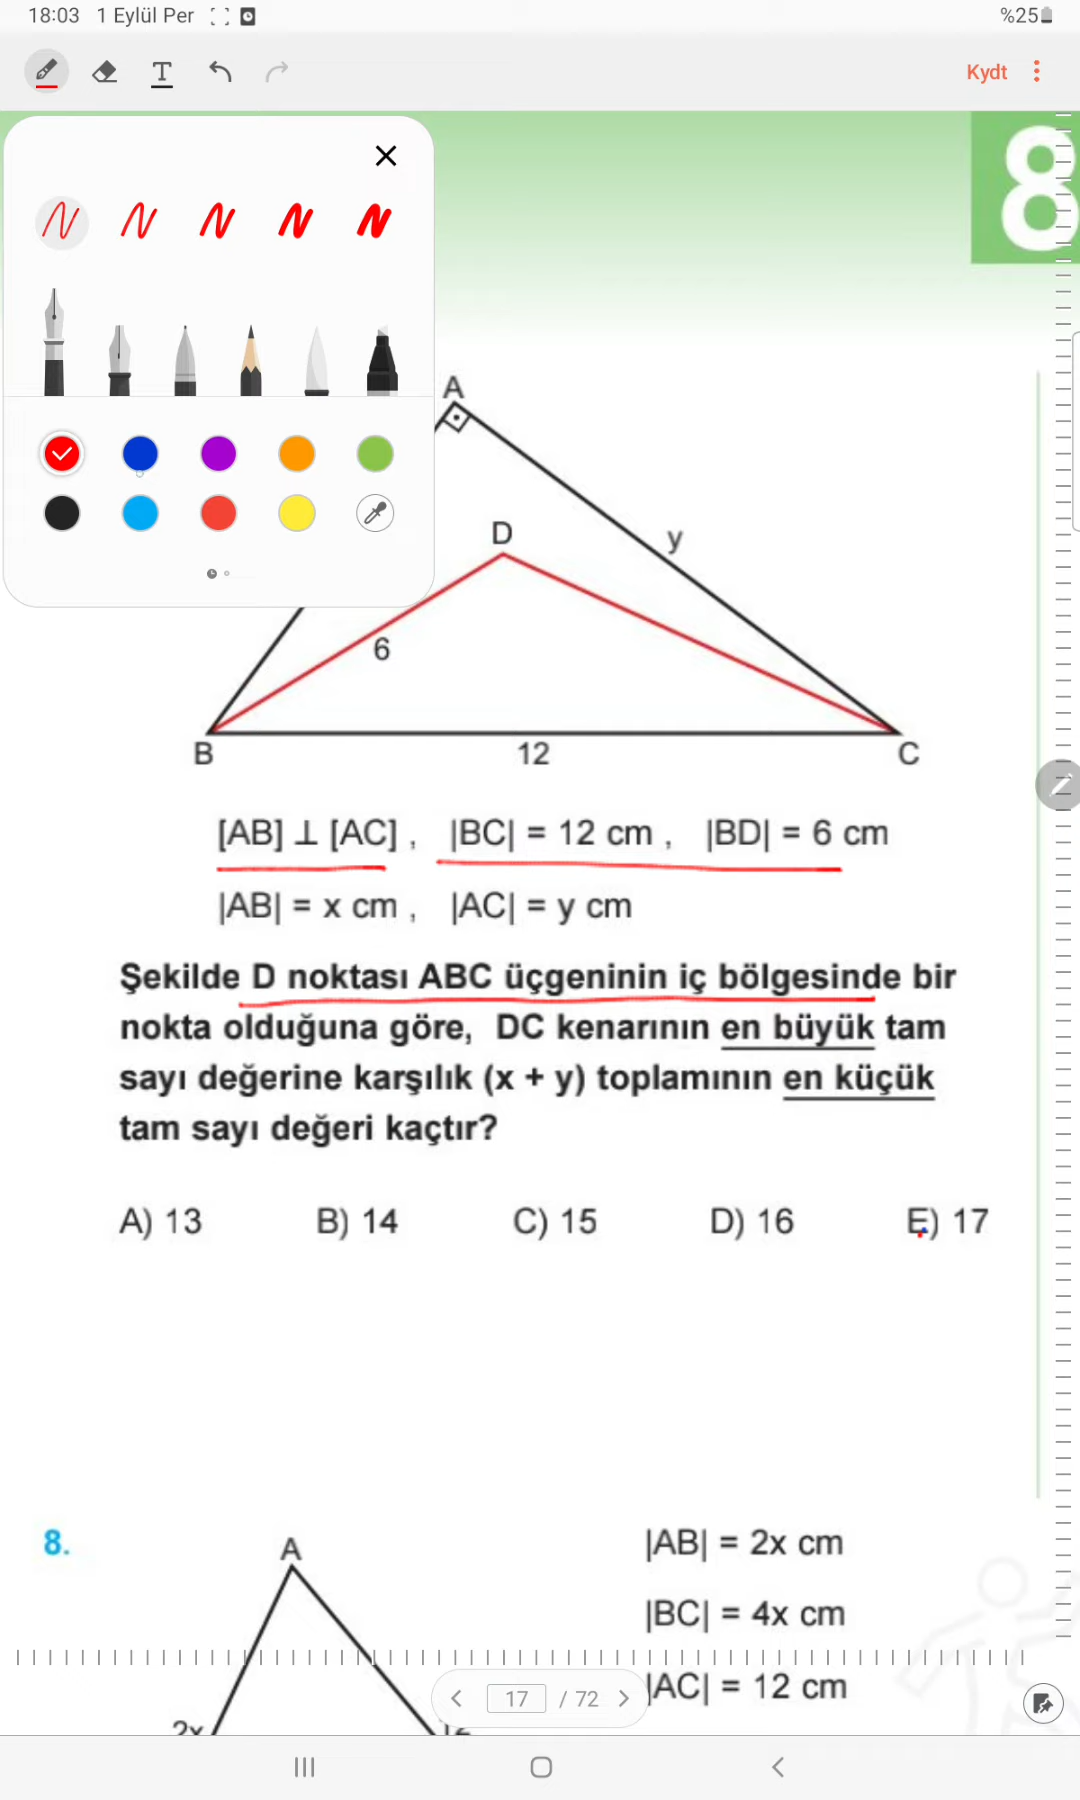 18:03 1 Eylül Per
%25
T
Kydt
8
A
D
y
6
B
12
C
[AB] ⊥ [AC] , |BC| = 12 cm , |BD| = 6 cm
|AB| = x cm , |AC| = y cm
Şekilde D noktası ABC üçgeninin iç bölgesinde bir
nokta olduğuna göre, DC kenarının en büyük tam
sayı değerine karşılık (x + y) toplamının en küçük
tam sayı değeri kaçtır?
A) 13 B) 14 C) 15 D) 16 E) 17
8.
A
|AB| = 2x cm
|BC| = 4x cm
|AC| = 12 cm
2x
12
17 / 72